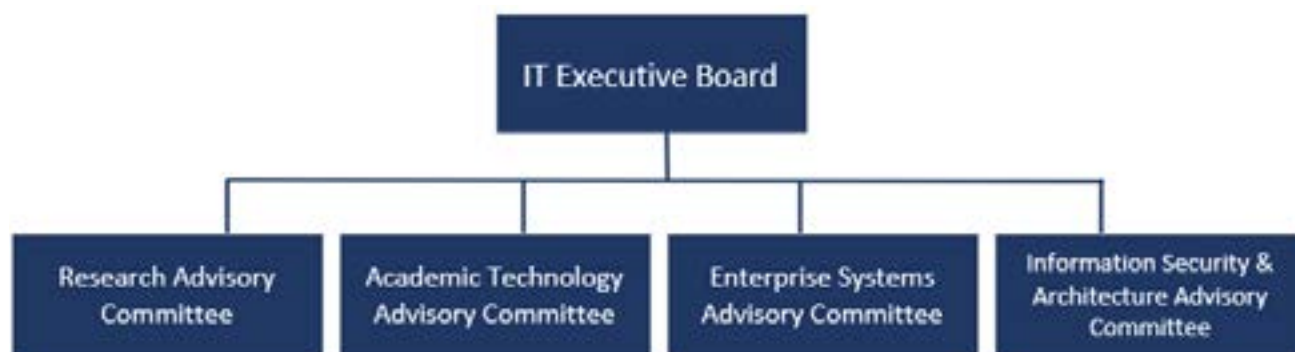 IT Executive Board
Research Advisory
Committee
Academic Technology
Advisory Committee
Enterprise Systems
Advisory Committee
Information Security &
Architecture Advisory
Committee